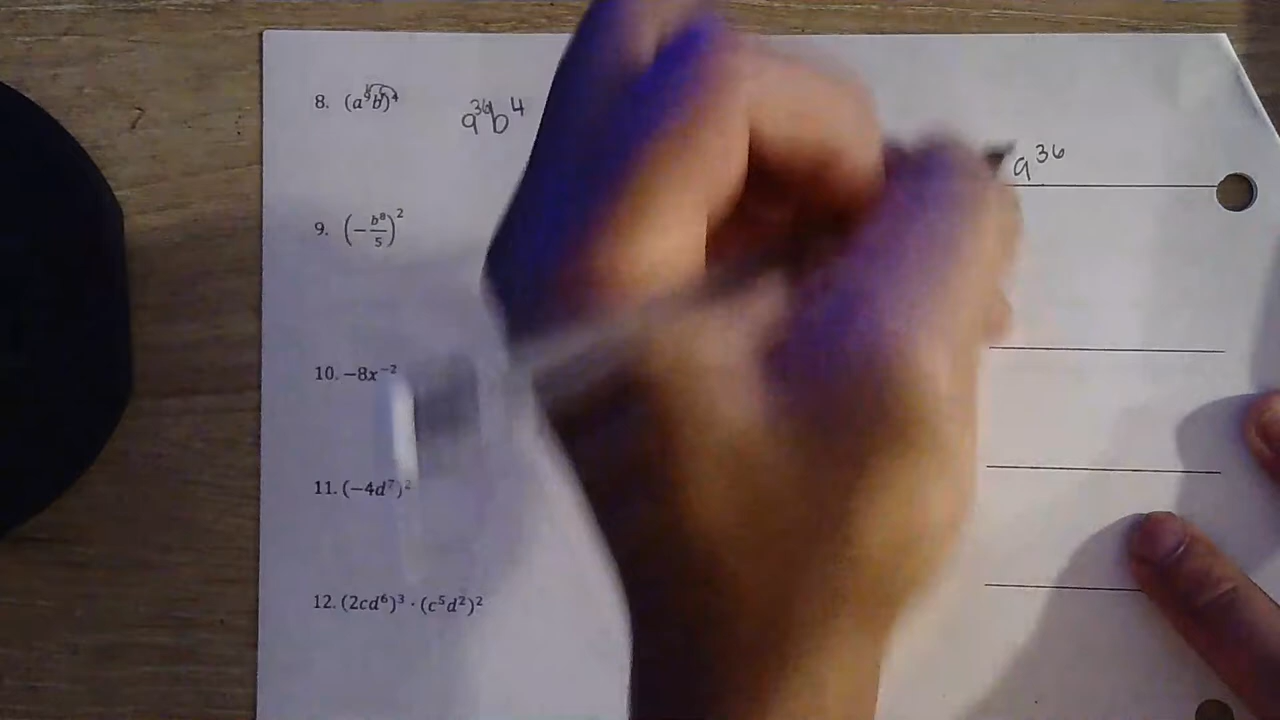 8. (a⁹b)⁴ a³⁶b⁴ a³⁶
9. (−b⁸/5)²
10. −8x⁻²
11. (−4d⁷)²
12. (2cd⁶)³ · (c⁵d²)²